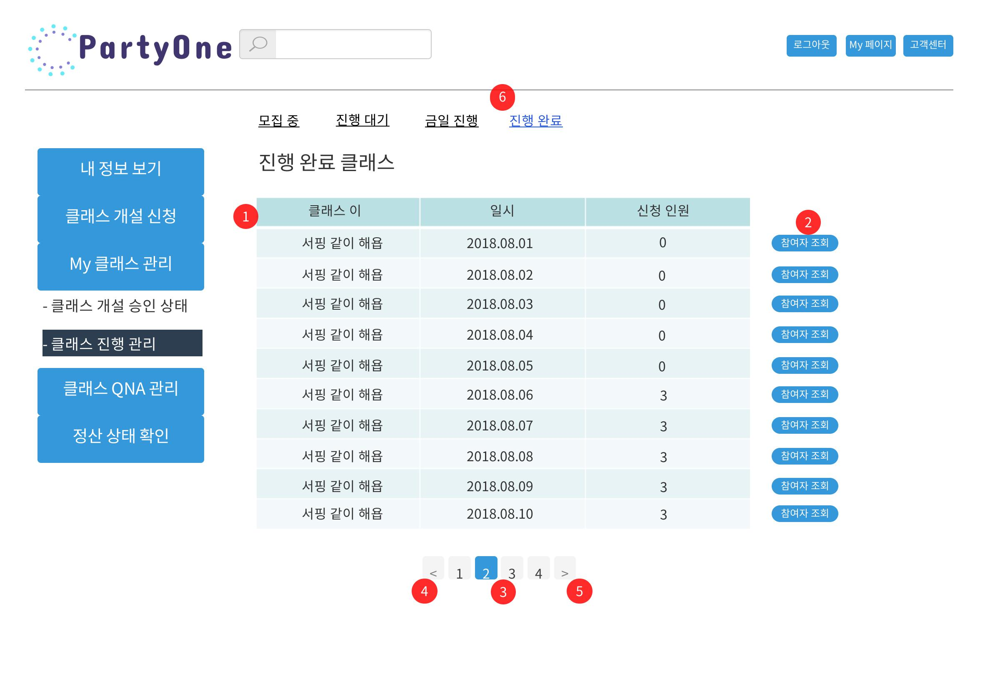 PartyOne
로그아웃 My 페이지 고객센터
6
모집 중 진행 대기 금일 진행 진행 완료
내 정보 보기
클래스 개설 신청
My 클래스 관리
- 클래스 개설 승인 상태
- 클래스 진행 관리
클래스 QNA 관리
정산 상태 확인
진행 완료 클래스
1
클래스 이 일시 신청 인원
2
서핑 같이 해욥 2018.08.01 0 참여자 조회
서핑 같이 해욥 2018.08.02 0 참여자 조회
서핑 같이 해욥 2018.08.03 0 참여자 조회
서핑 같이 해욥 2018.08.04 0 참여자 조회
서핑 같이 해욥 2018.08.05 0 참여자 조회
서핑 같이 해욥 2018.08.06 3 참여자 조회
서핑 같이 해욥 2018.08.07 3 참여자 조회
서핑 같이 해욥 2018.08.08 3 참여자 조회
서핑 같이 해욥 2018.08.09 3 참여자 조회
서핑 같이 해욥 2018.08.10 3 참여자 조회
< 1 2 3 4 >
4 3 5